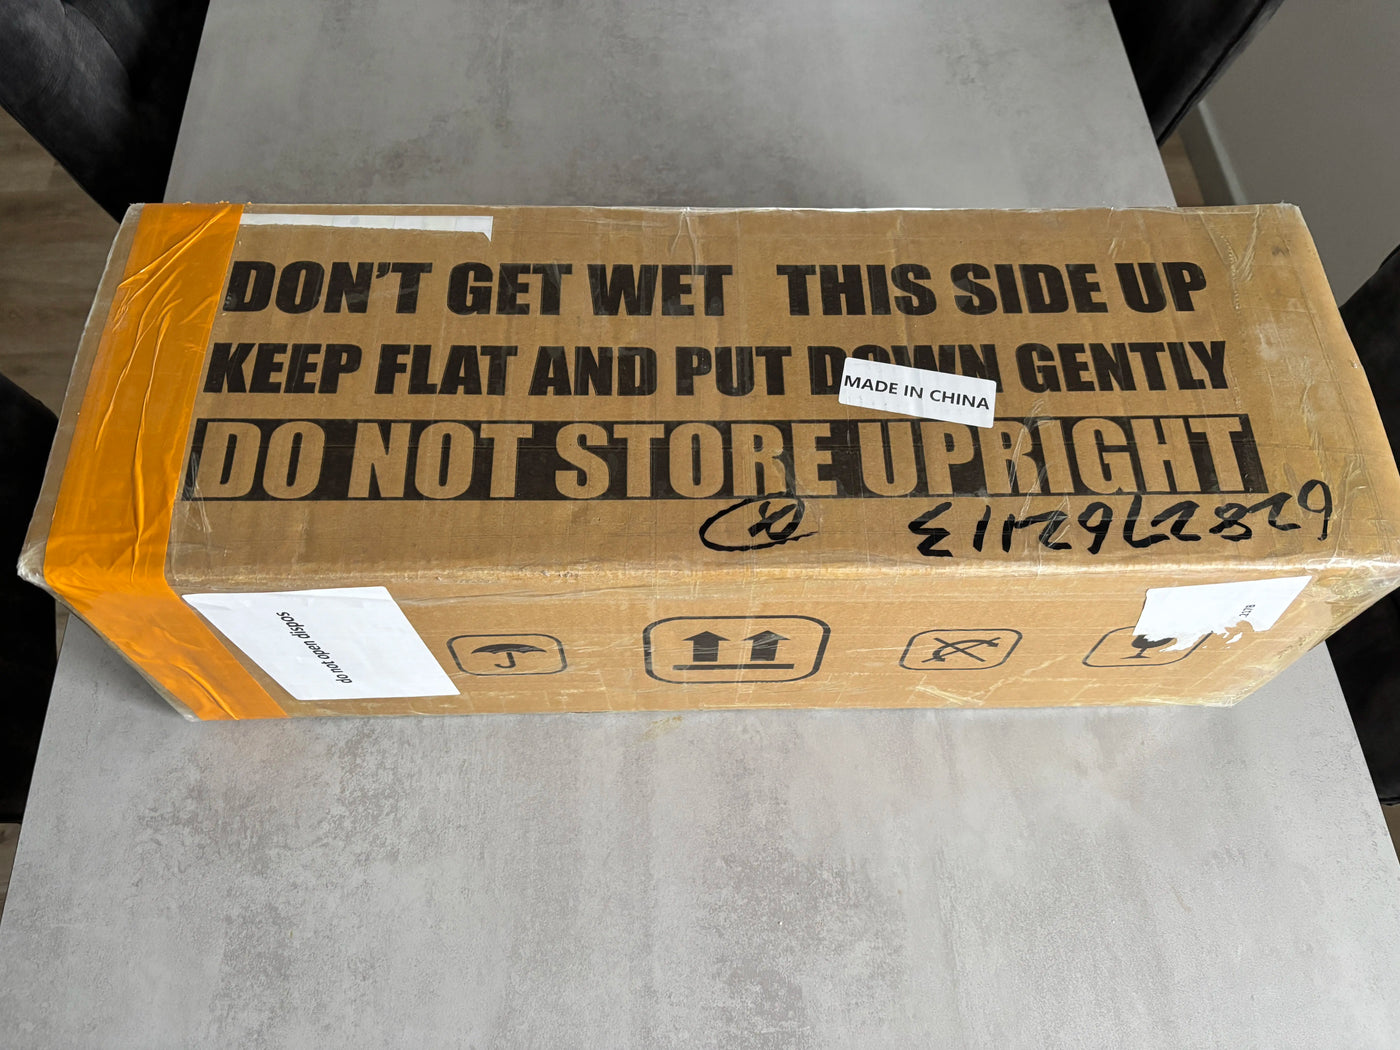 DON'T GET WET THIS SIDE UP
KEEP FLAT AND PUT DOWN GENTLY
MADE IN CHINA
DO NOT STORE UPRIGHT
do not open dispos